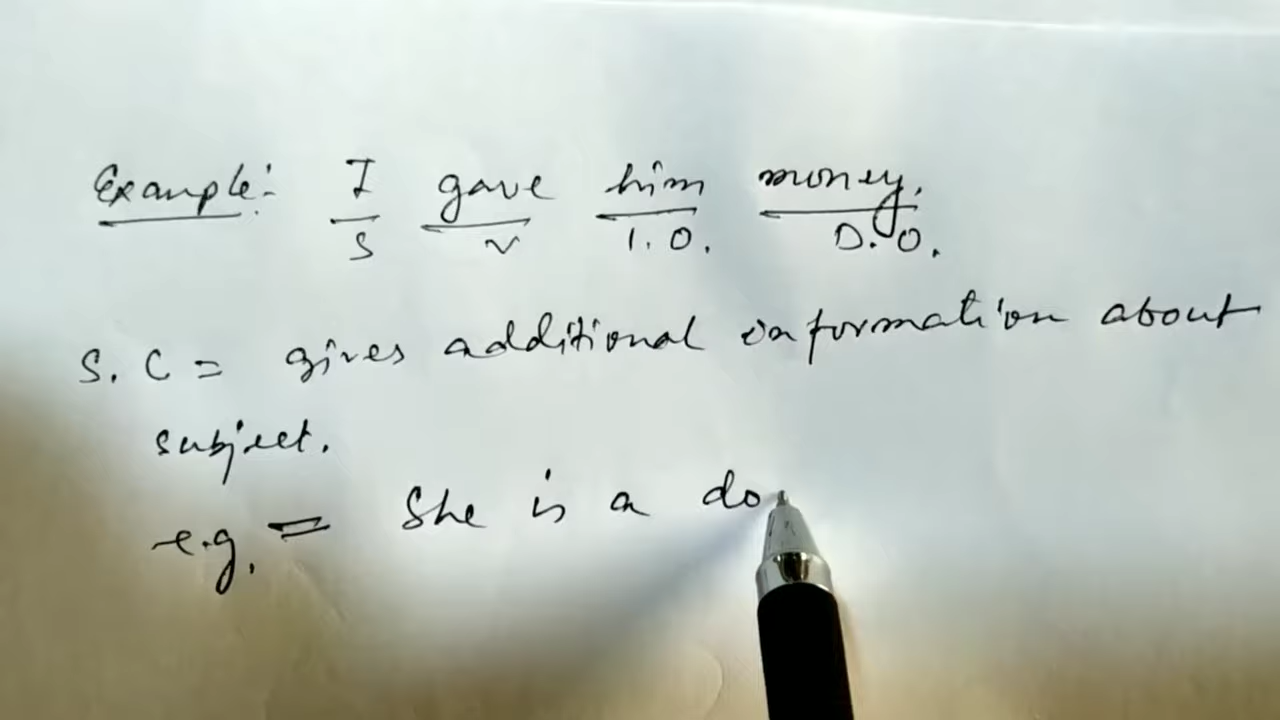 Example: I gave him money.
S V I.O. D.O.
S.C = gives additional information about
subject.
e.g. = She is a do